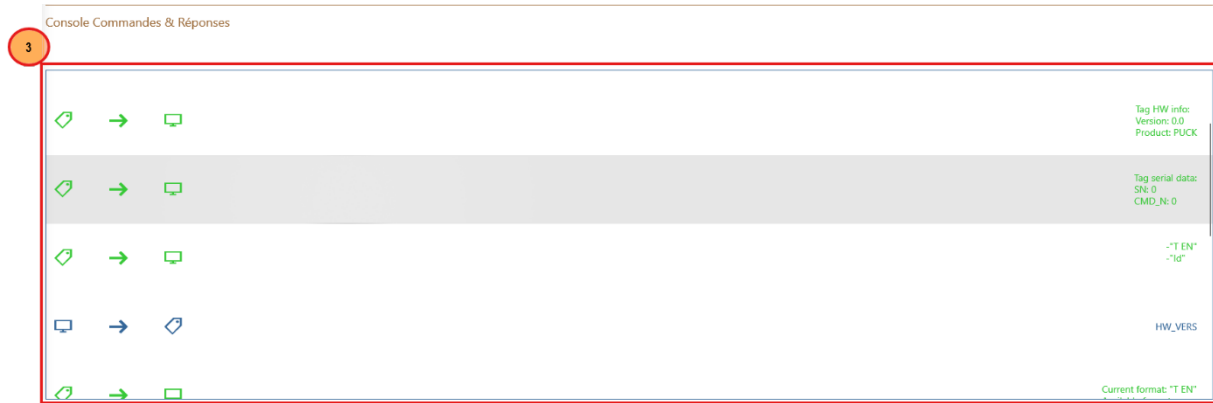 Console Commandes & Réponses
3
Tag HW info:
Version: 0.0
Product: PUCK
Tag serial data:
SN: 0
CMD_N: 0
-"T EN"
-"Id"
HW_VERS
Current format: "T EN"